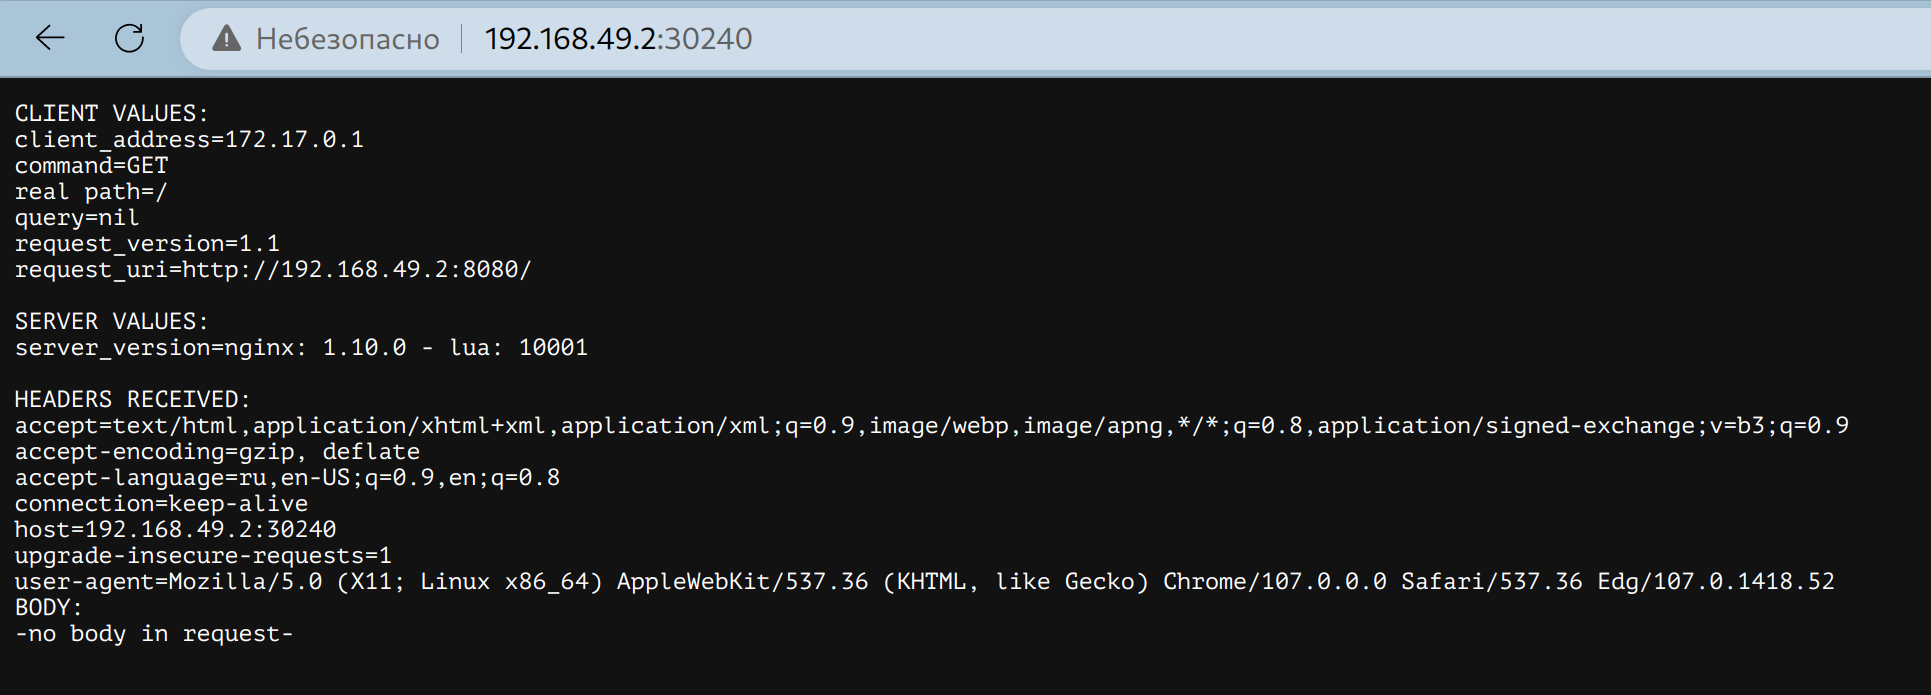 Небезопасно 192.168.49.2:30240
CLIENT VALUES:
client_address=172.17.0.1
command=GET
real path=/
query=nil
request_version=1.1
request_uri=http://192.168.49.2:8080/
SERVER VALUES:
server_version=nginx: 1.10.0 - lua: 10001
HEADERS RECEIVED:
accept=text/html,application/xhtml+xml,application/xml;q=0.9,image/webp,image/apng,*/*;q=0.8,application/signed-exchange;v=b3;q=0.9
accept-encoding=gzip, deflate
accept-language=ru,en-US;q=0.9,en;q=0.8
connection=keep-alive
host=192.168.49.2:30240
upgrade-insecure-requests=1
user-agent=Mozilla/5.0 (X11; Linux x86_64) AppleWebKit/537.36 (KHTML, like Gecko) Chrome/107.0.0.0 Safari/537.36 Edg/107.0.1418.52
BODY:
-no body in request-